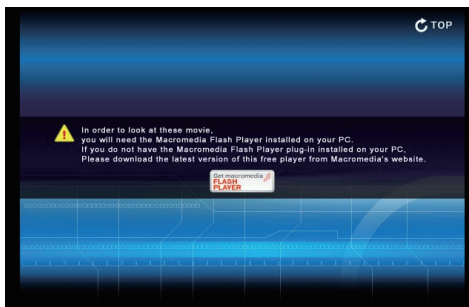 TOP
In order to look at these movie,
you will need the Macromedia Flash Player installed on your PC.
If you do not have the Macromedia Flash Player plug-in installed on your PC,
Please download the latest version of this free player from Macromedia's website.
Get macromedia
FLASH
PLAYER